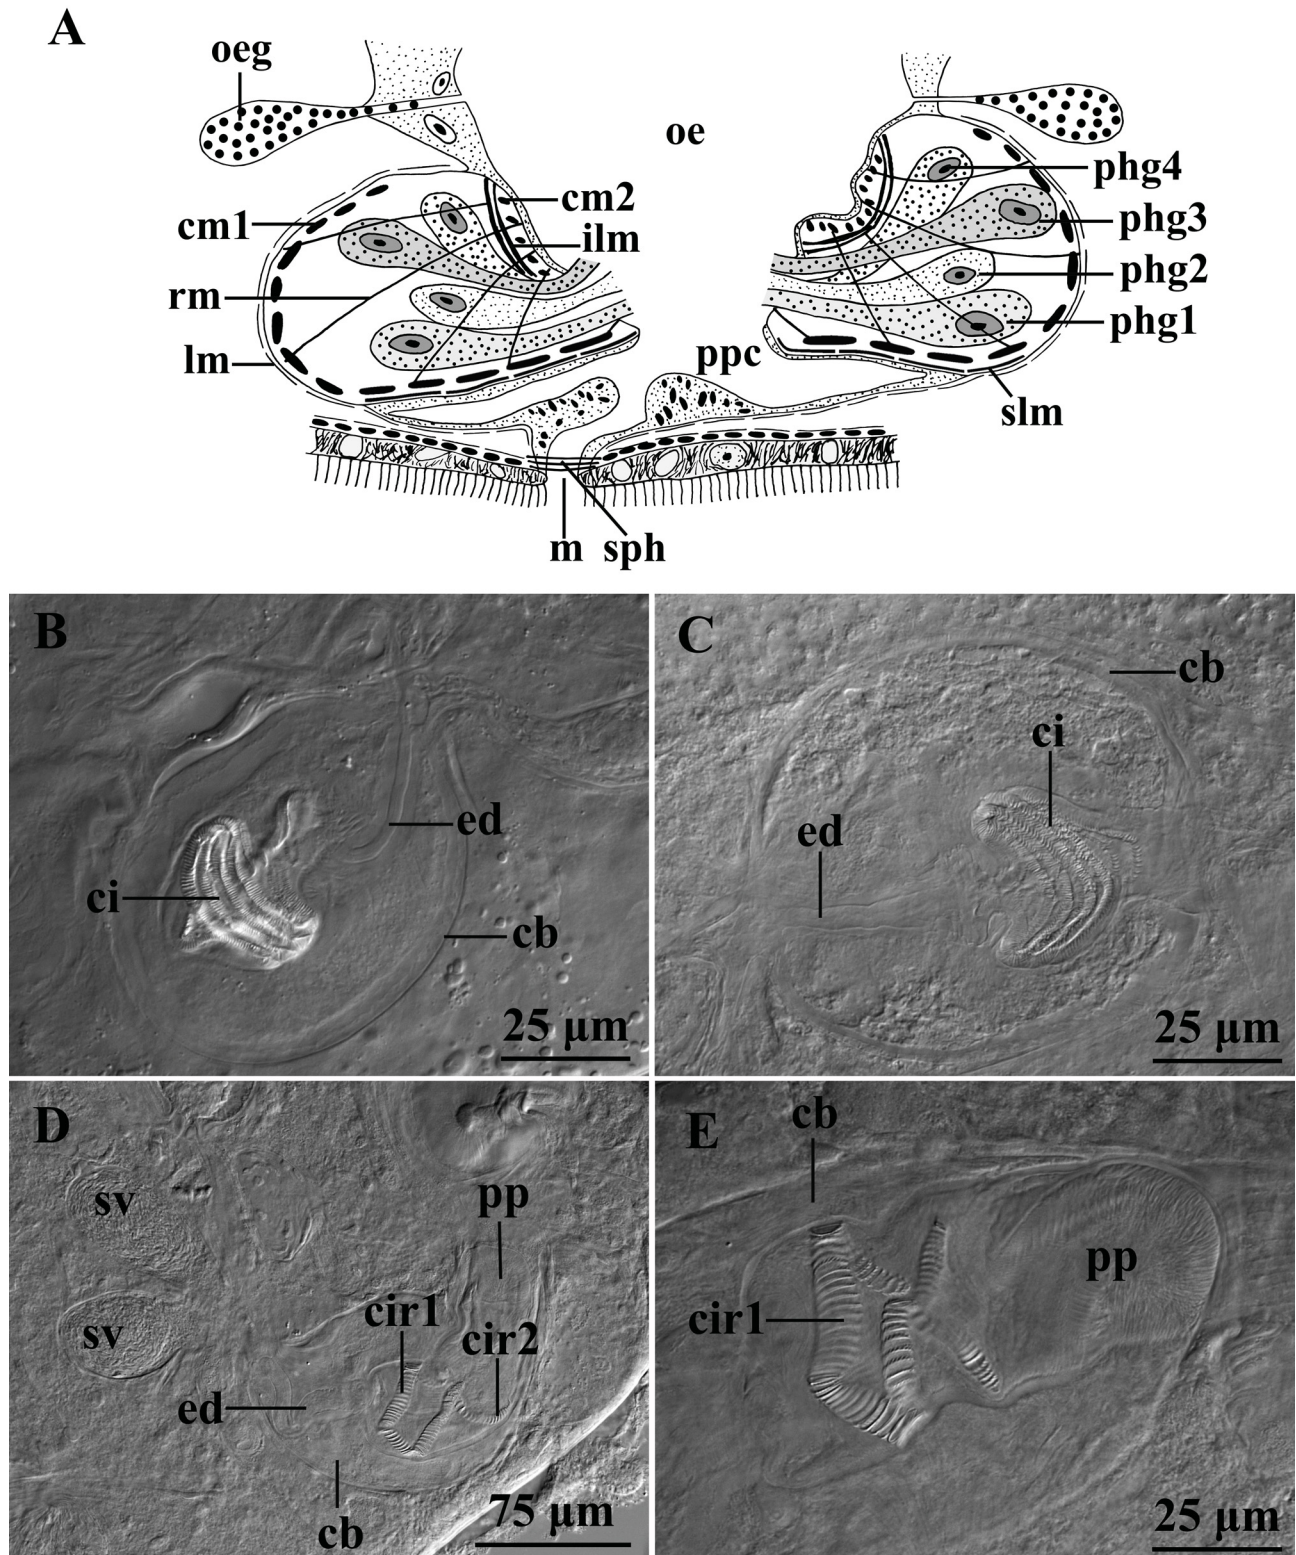 A
oeg
oe
phg4
cm2
cm1
phg3
ilm
phg2
rm
phg1
lm
ppc
slm
m sph
B
ed
ci
cb
25 µm
C
cb
ci
ed
25 µm
D
sv
pp
cir1
sv
cir2
ed
cb
75 µm
E
cb
pp
cir1
25 µm